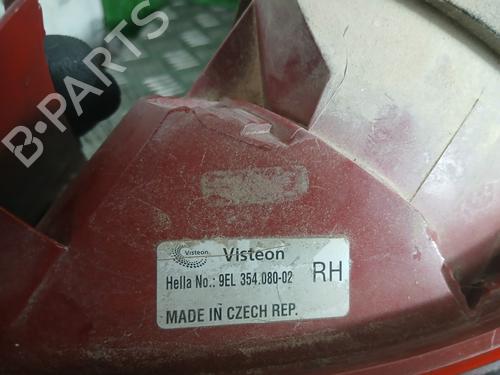 B-PARTS
Visteon
Visteon
Hella No.: 9EL 354.080-02
RH
MADE IN CZECH REP.